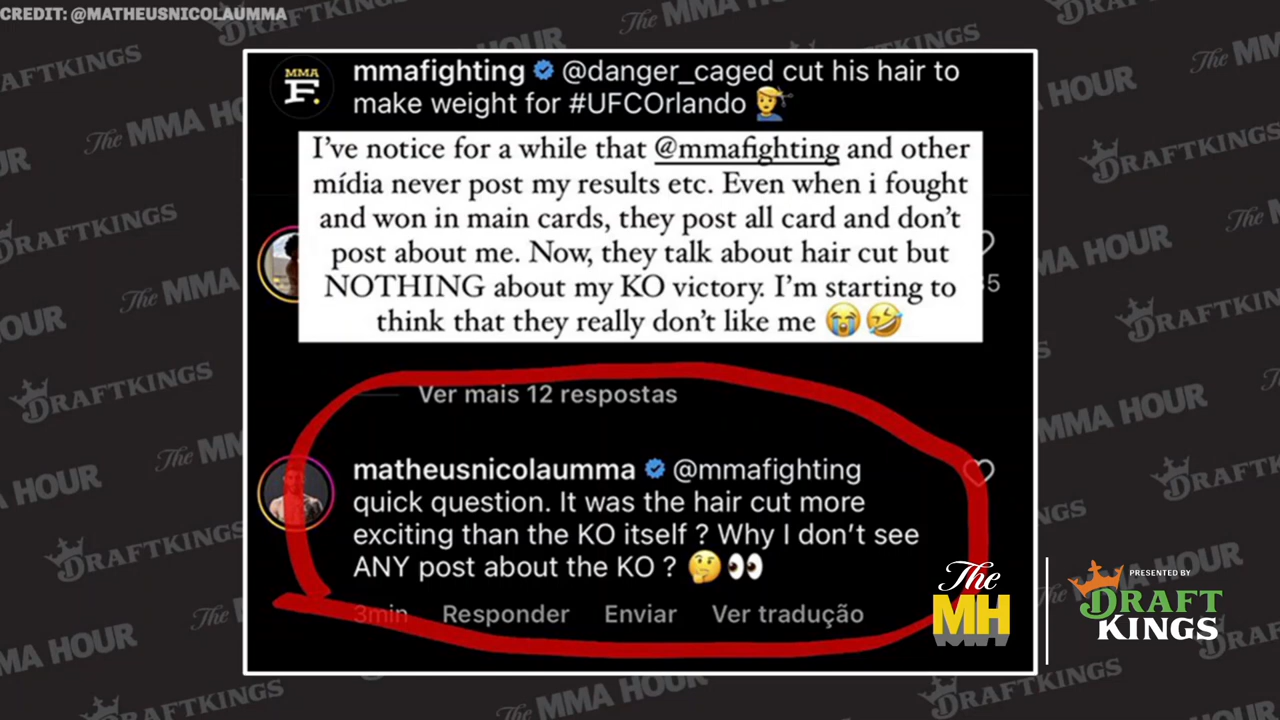 CREDIT: @MATHEUSNICOLAUMMA
MMA
F.
mmafighting @danger_caged cut his hair to
make weight for #UFCOrlando 💇‍♂️
I've notice for a while that @mmafighting and other
mídia never post my results etc. Even when i fought
and won in main cards, they post all card and don't
post about me. Now, they talk about hair cut but
NOTHING about my KO victory. I'm starting to
think that they really don't like me 😭🤣
Ver mais 12 respostas
matheusnicolaumma @mmafighting
quick question. It was the hair cut more
exciting than the KO itself ? Why I don't see
ANY post about the KO ? 🤔👀
3min Responder Enviar Ver tradução
The
MH
PRESENTED BY
DRAFT
KINGS